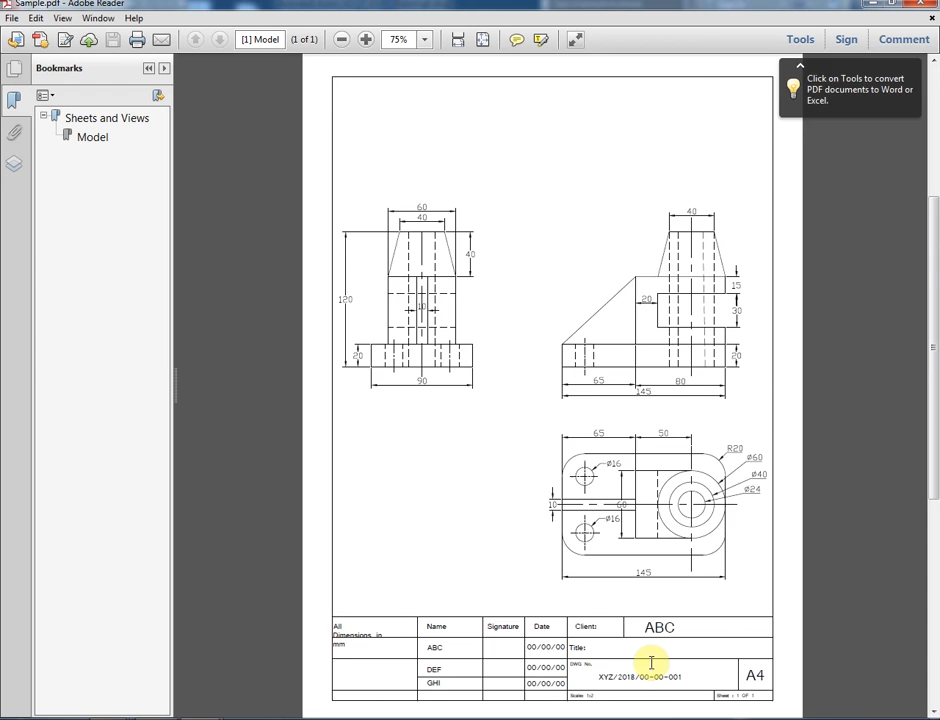 Sample.pdf - Adobe Reader
File Edit View Window Help
[1] Model (1 of 1) 75% Tools Sign Comment
Bookmarks
Click on Tools to convert
PDF documents to Word or
Excel.
Sheets and Views
Model
60
40
40
120
10
20
90
40
15
20
30
20
65 80
145
65 50
R20
ø60
ø40
ø24
ø16
10
60
ø16
145
All
Dimensions in
mm
Name Signature Date Client: ABC
ABC 00/00/00 Title:
DEF 00/00/00 DWG No.
GHI 00/00/00 XYZ/2018/00-00-001 A4
Scale: 1:2 Sheet : 1 OF 1